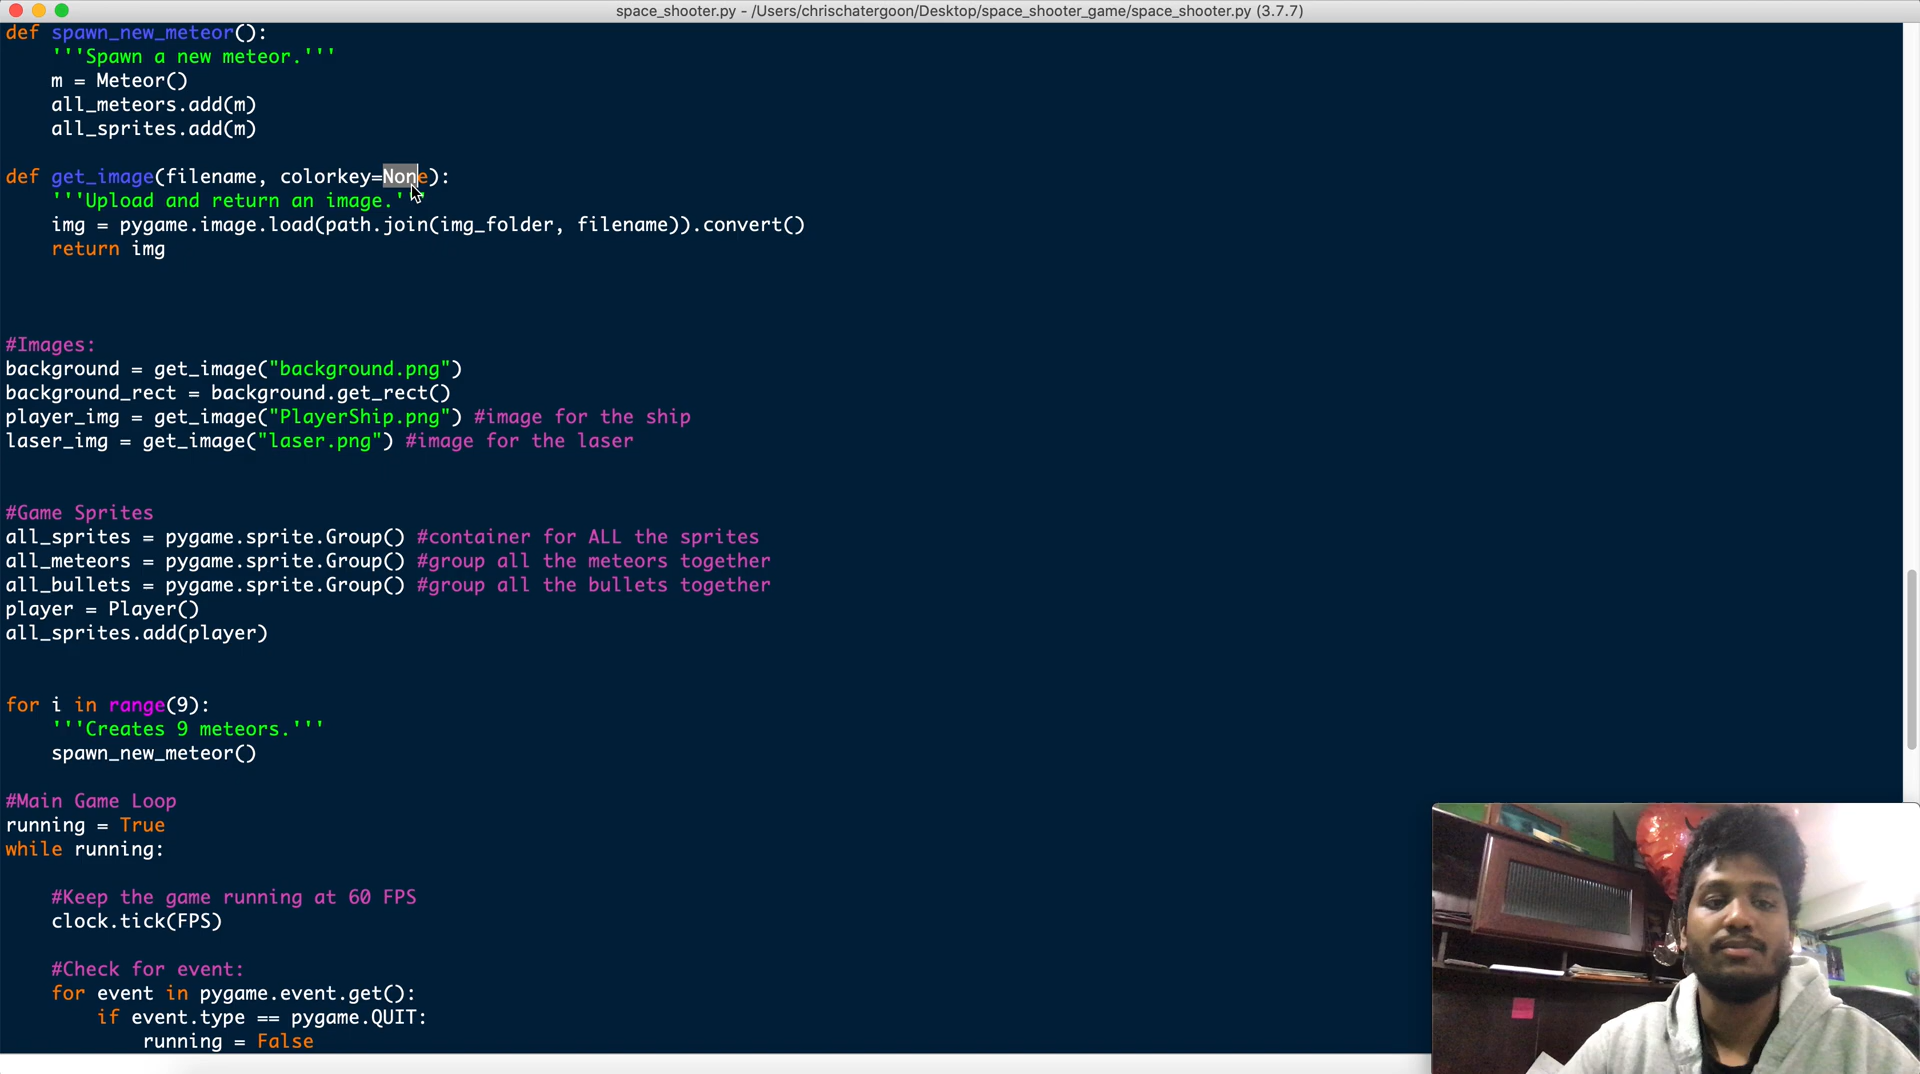 space_shooter.py - /Users/chrischatergoon/Desktop/space_shooter_game/space_shooter.py (3.7.7)
def spawn_new_meteor():
    '''Spawn a new meteor.'''
    m = Meteor()
    all_meteors.add(m)
    all_sprites.add(m)
def get_image(filename, colorkey=None):
    '''Upload and return an image.'''
    img = pygame.image.load(path.join(img_folder, filename)).convert()
    return img
#Images:
background = get_image("background.png")
background_rect = background.get_rect()
player_img = get_image("PlayerShip.png") #image for the ship
laser_img = get_image("laser.png") #image for the laser
#Game Sprites
all_sprites = pygame.sprite.Group() #container for ALL the sprites
all_meteors = pygame.sprite.Group() #group all the meteors together
all_bullets = pygame.sprite.Group() #group all the bullets together
player = Player()
all_sprites.add(player)
for i in range(9):
    '''Creates 9 meteors.'''
    spawn_new_meteor()
#Main Game Loop
running = True
while running:
    #Keep the game running at 60 FPS
    clock.tick(FPS)
    #Check for event:
    for event in pygame.event.get():
        if event.type == pygame.QUIT:
            running = False